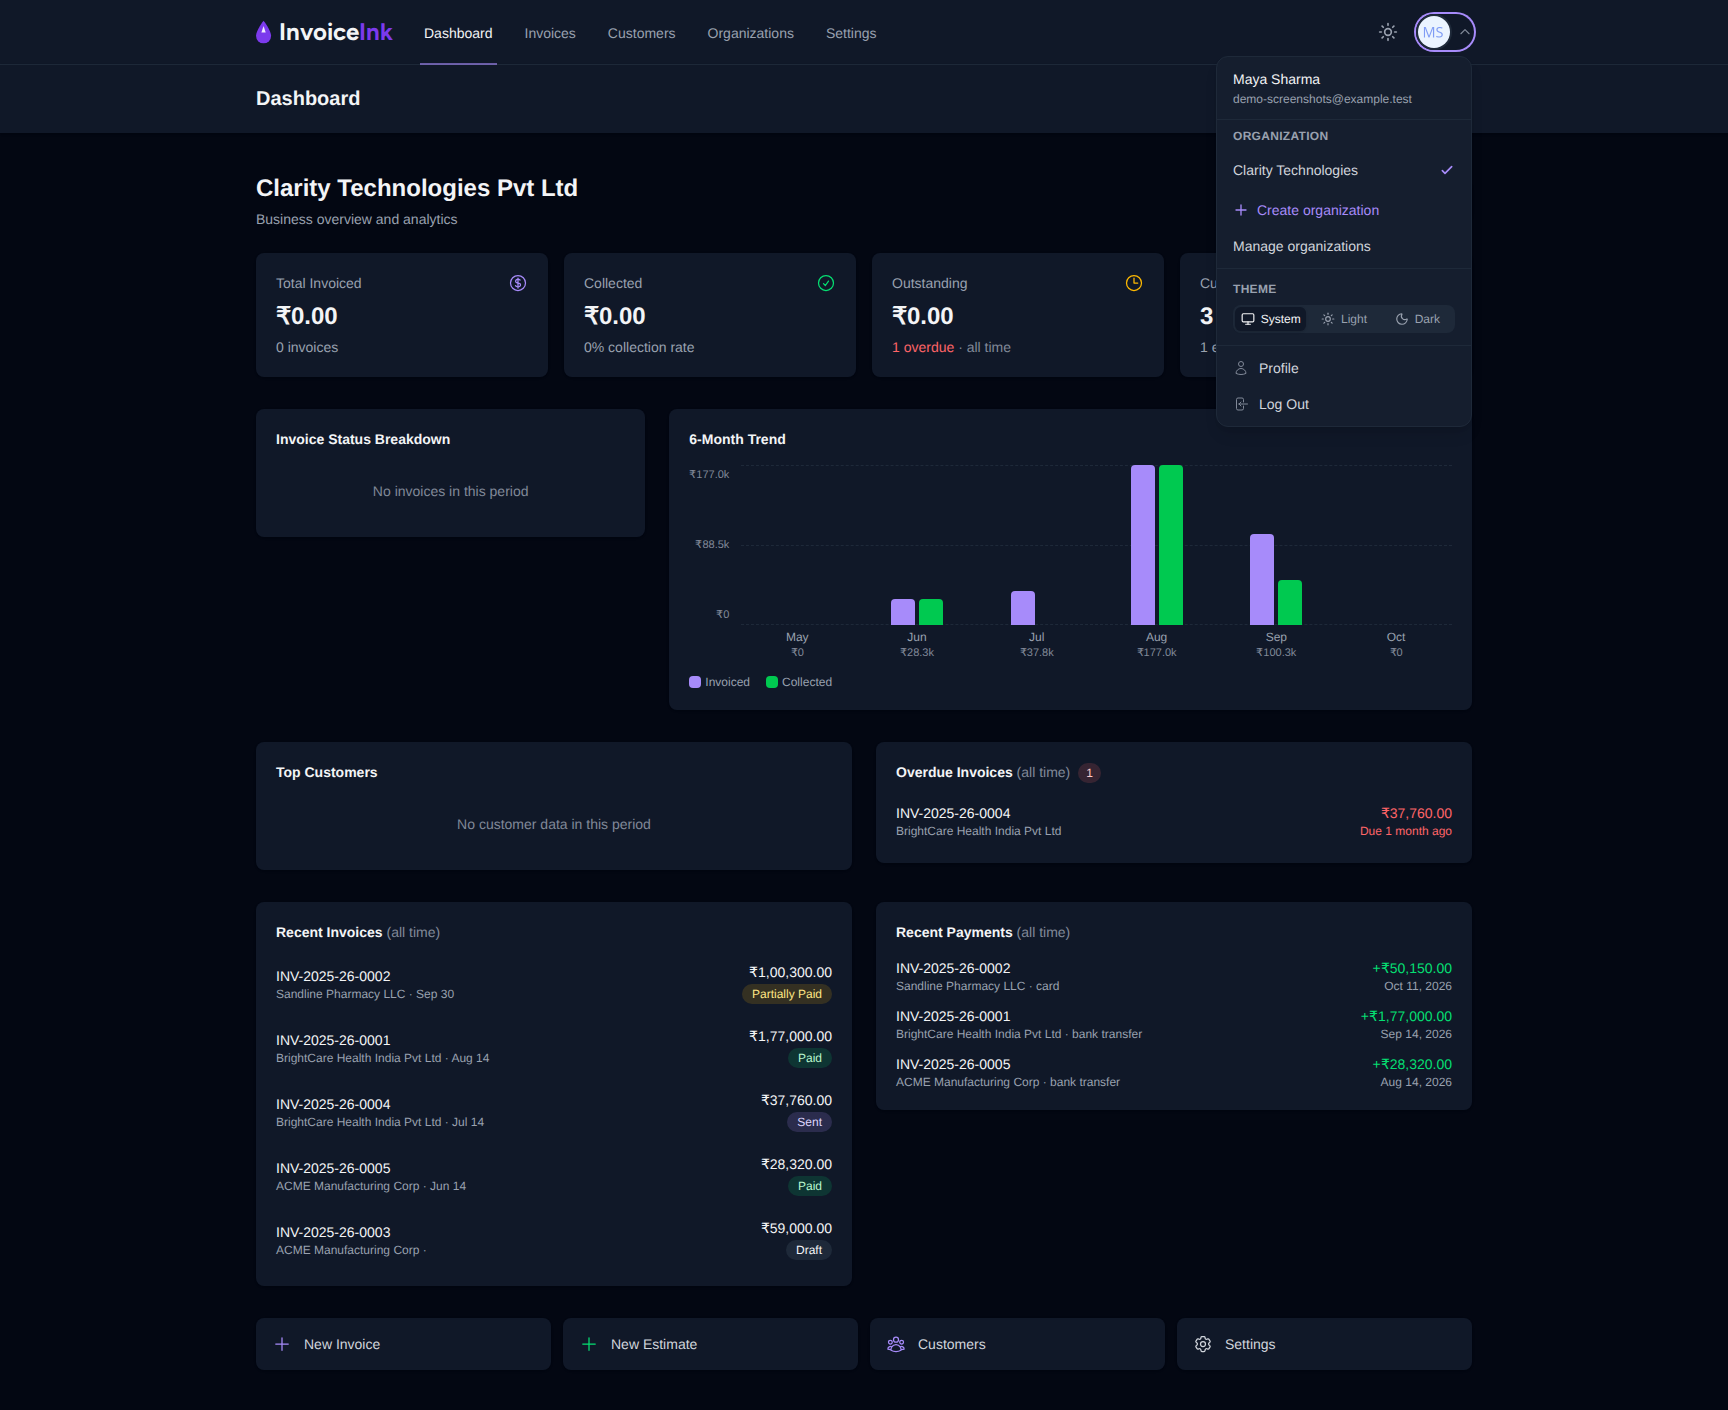 InvoiceInk
Dashboard
Invoices
Customers
Organizations
Settings
MS
Maya Sharma
demo-screenshots@example.test
ORGANIZATION
Clarity Technologies
Create organization
Manage organizations
THEME
System
Light
Dark
Profile
Log Out
Dashboard
Clarity Technologies Pvt Ltd
Business overview and analytics
Total Invoiced
₹0.00
0 invoices
Collected
₹0.00
0% collection rate
Outstanding
₹0.00
1 overdue · all time
3
1
Invoice Status Breakdown
No invoices in this period
6-Month Trend
₹177.0k
₹88.5k
₹0
May
Jun
Jul
Aug
Sep
Oct
₹0
₹28.3k
₹37.8k
₹177.0k
₹100.3k
₹0
Invoiced
Collected
Top Customers
No customer data in this period
Overdue Invoices (all time) 1
INV-2025-26-0004
₹37,760.00
BrightCare Health India Pvt Ltd
Due 1 month ago
Recent Invoices (all time)
INV-2025-26-0002
₹1,00,300.00
Sandline Pharmacy LLC · Sep 30
Partially Paid
INV-2025-26-0001
₹1,77,000.00
BrightCare Health India Pvt Ltd · Aug 14
Paid
INV-2025-26-0004
₹37,760.00
BrightCare Health India Pvt Ltd · Jul 14
Sent
INV-2025-26-0005
₹28,320.00
ACME Manufacturing Corp · Jun 14
Paid
INV-2025-26-0003
₹59,000.00
ACME Manufacturing Corp ·
Draft
Recent Payments (all time)
INV-2025-26-0002
+₹50,150.00
Sandline Pharmacy LLC · card
Oct 11, 2026
INV-2025-26-0001
+₹1,77,000.00
BrightCare Health India Pvt Ltd · bank transfer
Sep 14, 2026
INV-2025-26-0005
+₹28,320.00
ACME Manufacturing Corp · bank transfer
Aug 14, 2026
New Invoice
New Estimate
Customers
Settings